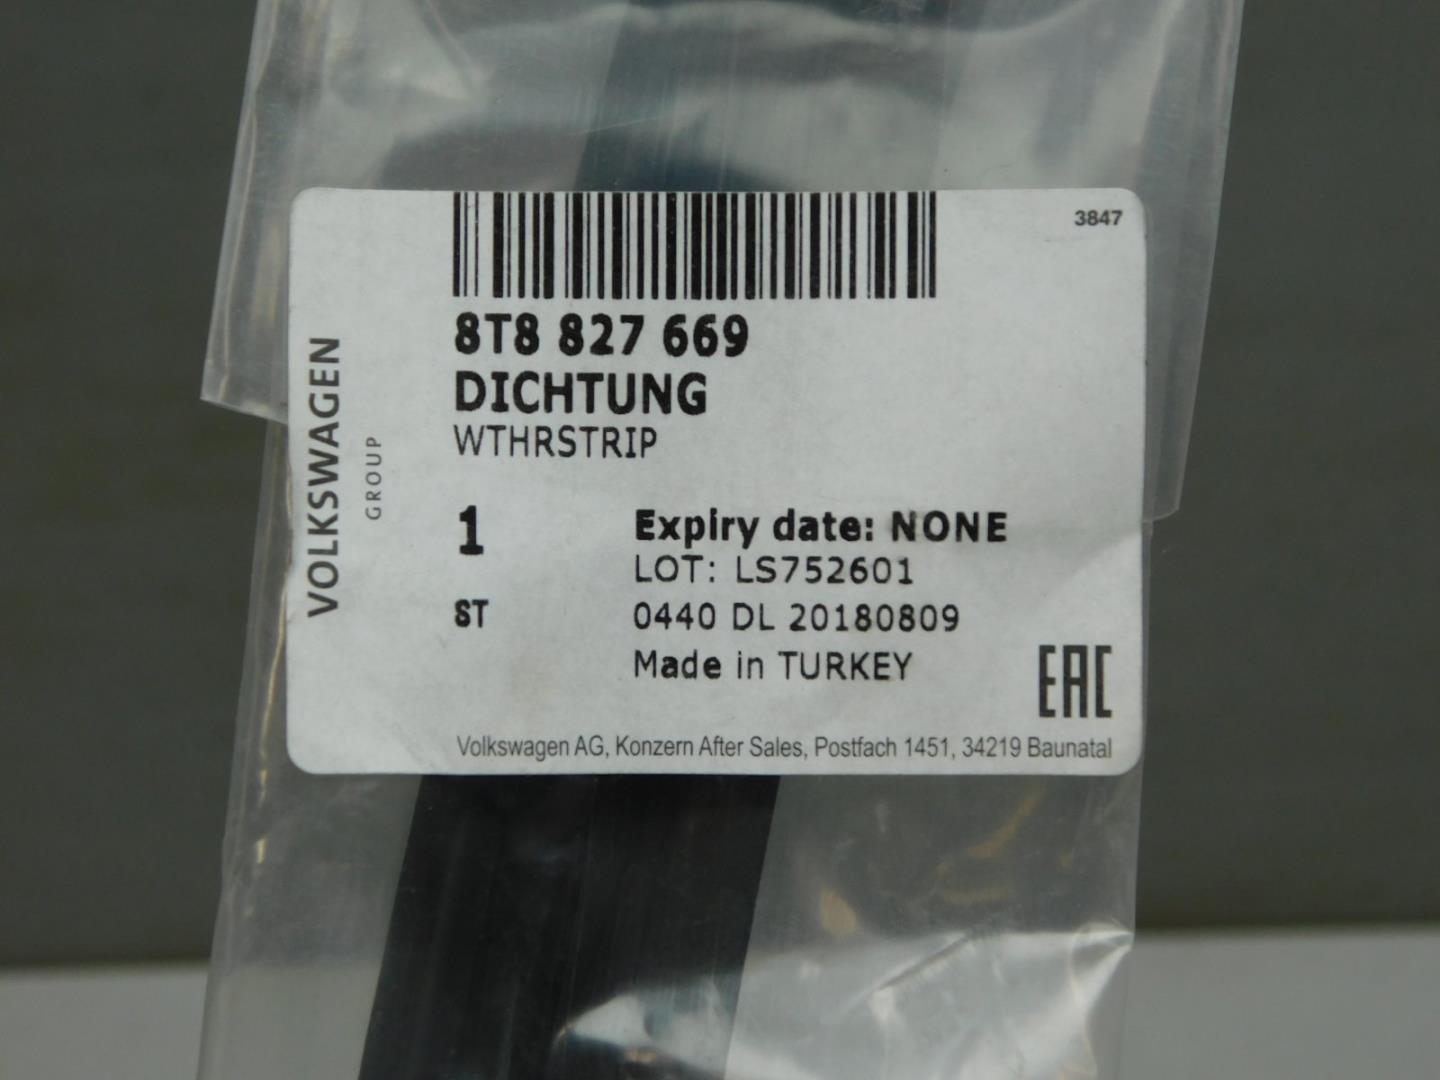 3847
8T8 827 669
DICHTUNG
WTHRSTRIP
VOLKSWAGEN
GROUP
1
Expiry date: NONE
LOT: LS752601
ST
0440 DL 20180809
Made in TURKEY
EAC
Volkswagen AG, Konzern After Sales, Postfach 1451, 34219 Baunatal